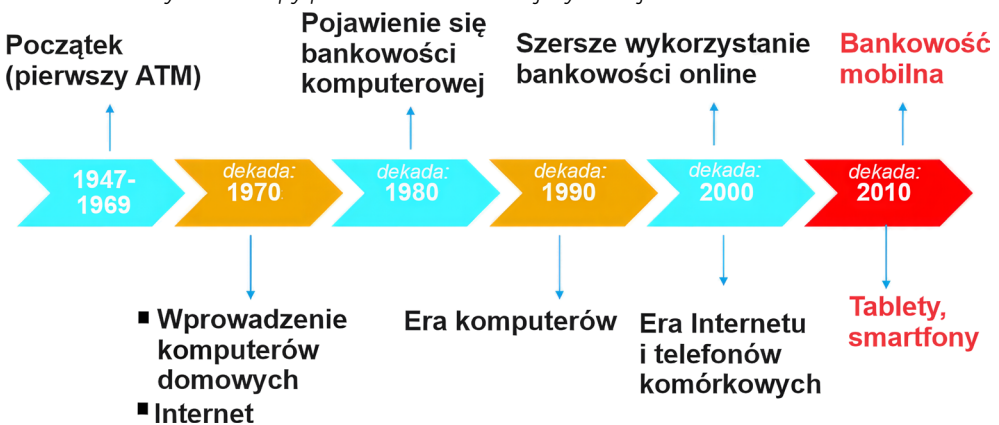 Początek
(pierwszy ATM)
Pojawienie się
bankowości
komputerowej
Szersze wykorzystanie
bankowości online
Bankowość
mobilna
1947-
1969
dekada:
1970
dekada:
1980
dekada:
1990
dekada:
2000
dekada:
2010
▪ Wprowadzenie
komputerów
domowych
▪ Internet
Era komputerów
Era Internetu
i telefonów
komórkowych
Tablety,
smartfony